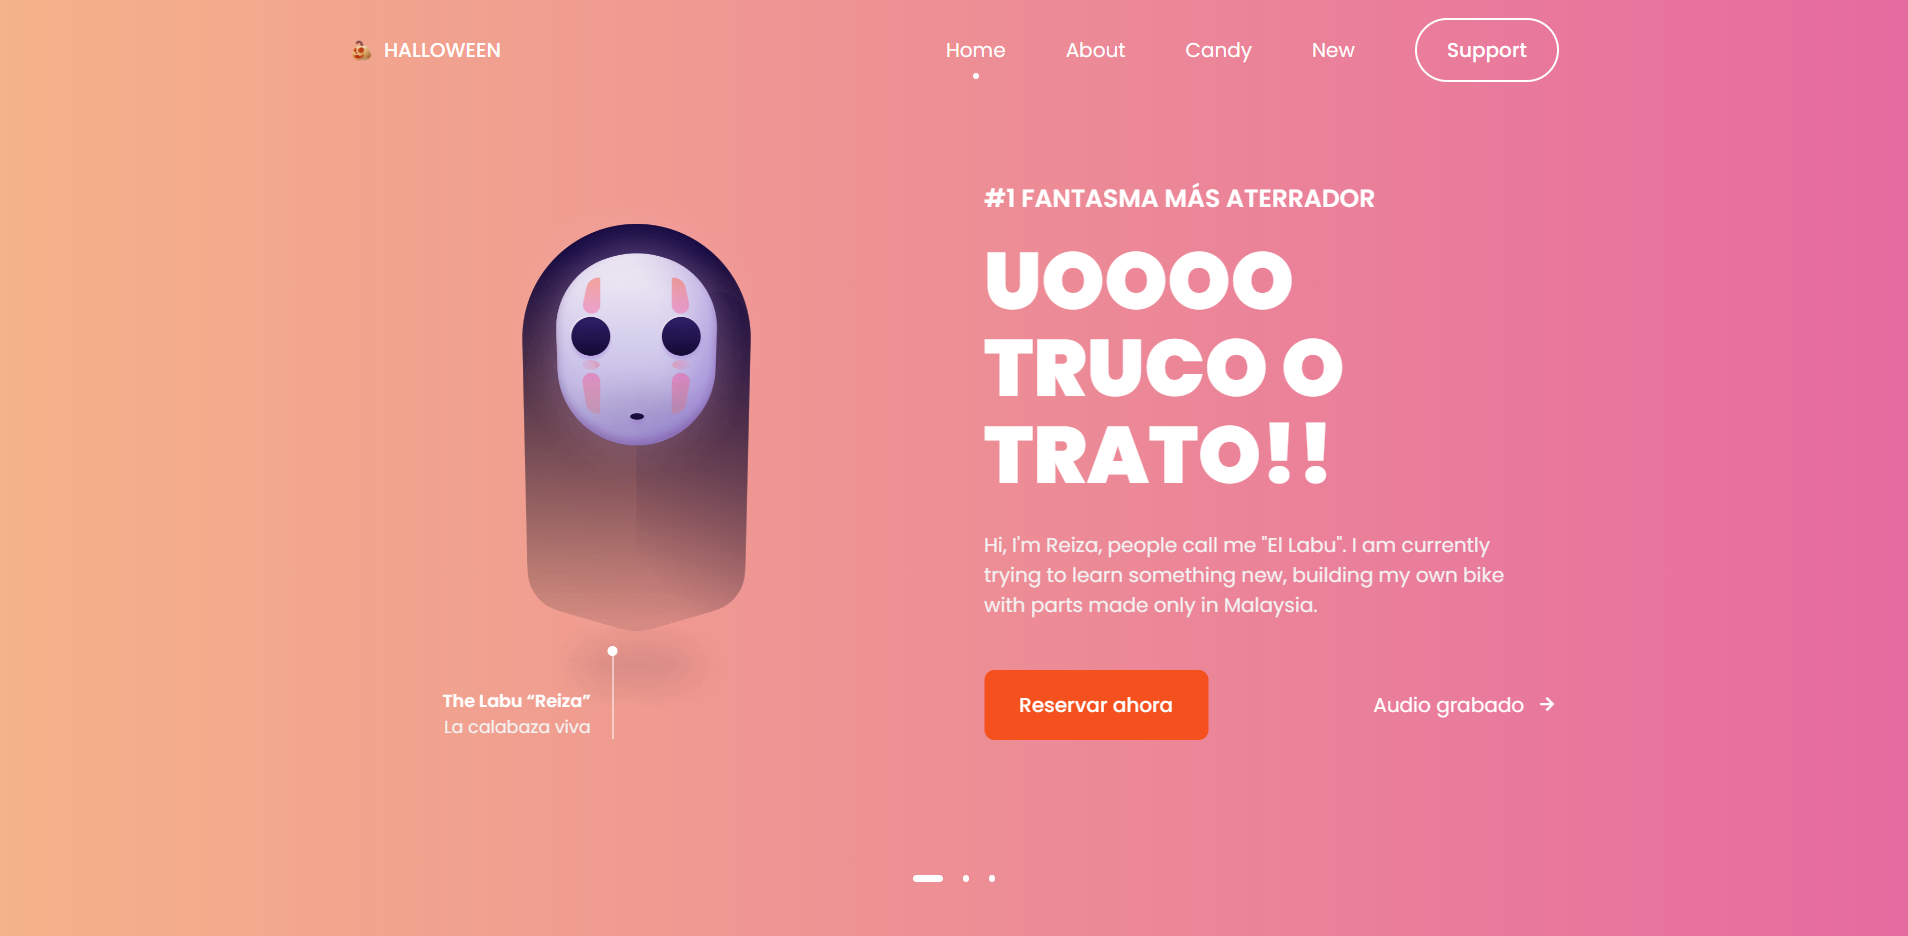 HALLOWEEN
Home
About
Candy
New
Support
#1 FANTASMA MÁS ATERRADOR
UOOOO
TRUCO O
TRATO!!
Hi, I'm Reiza, people call me "El Labu". I am currently
trying to learn something new, building my own bike
with parts made only in Malaysia.
The Labu “Reiza”
La calabaza viva
Reservar ahora
Audio grabado